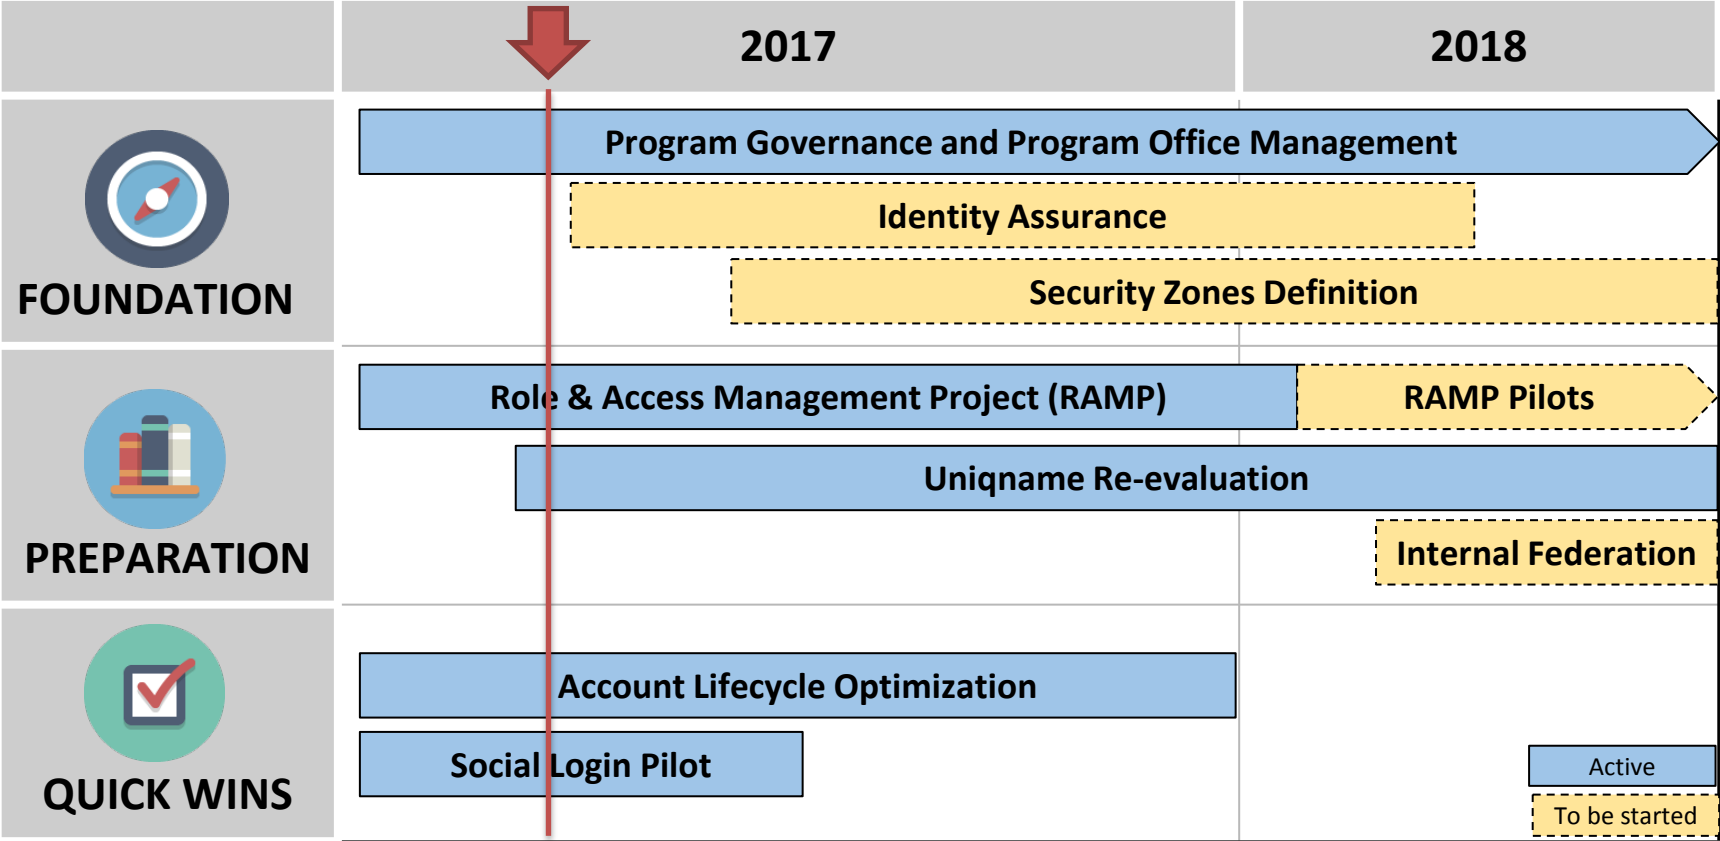 2017
2018
FOUNDATION
Program Governance and Program Office Management
Identity Assurance
Security Zones Definition
PREPARATION
Role & Access Management Project (RAMP)
RAMP Pilots
Uniqname Re-evaluation
Internal Federation
QUICK WINS
Account Lifecycle Optimization
Social Login Pilot
Active
To be started